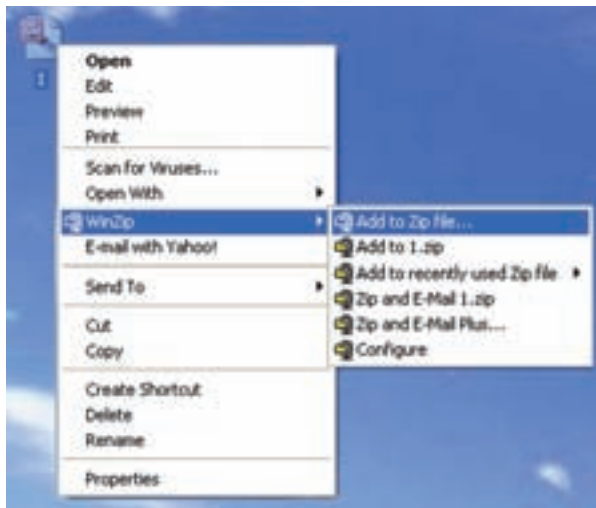 1
Open
Edit
Preview
Print
Scan for Viruses...
Open With
WinZip
E-mail with Yahoo!
Send To
Cut
Copy
Create Shortcut
Delete
Rename
Properties
Add to Zip file...
Add to 1.zip
Add to recently used Zip file
Zip and E-Mail 1.zip
Zip and E-Mail Plus...
Configure